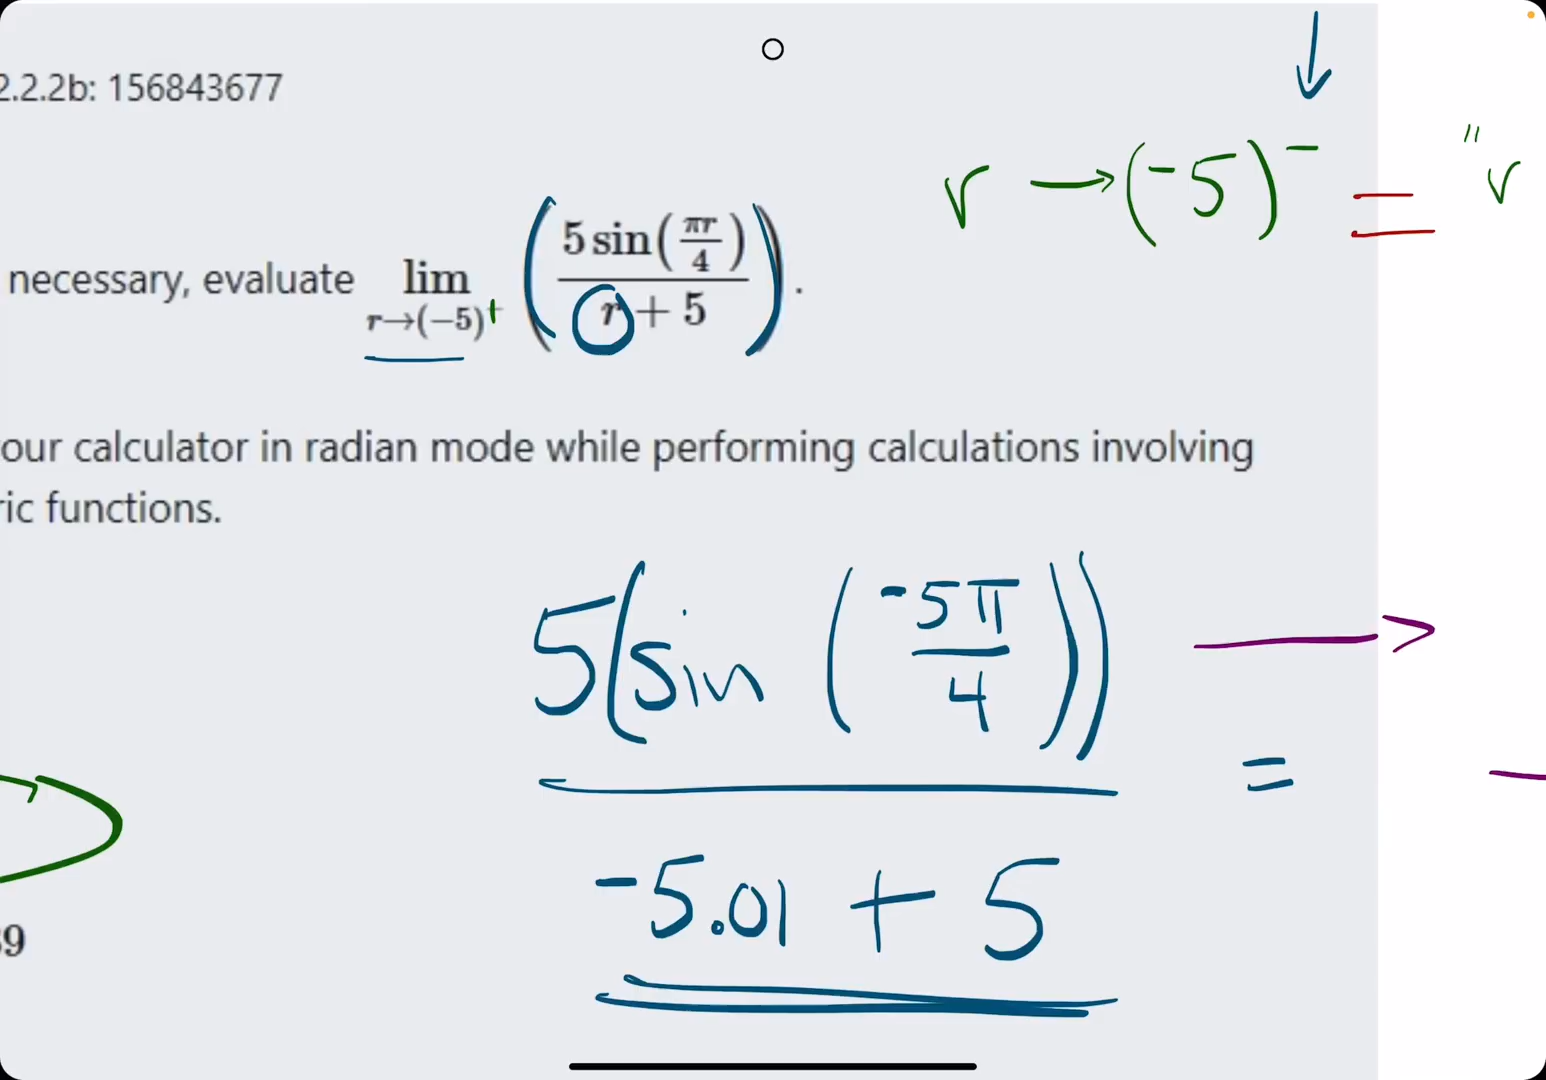 2.2.2b: 156843677
r → (-5)⁻ = "r
necessary, evaluate lim r→(−5)⁺ (5 sin(πr/4) / r + 5).
our calculator in radian mode while performing calculations involving
ric functions.
5(sin (-5π/4))
=
-5.01 + 5
39